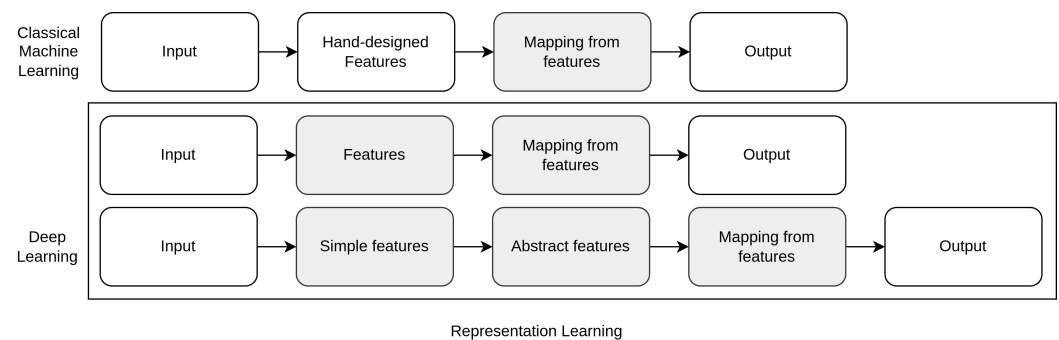 Classical
Machine
Learning
Input
Hand-designed
Features
Mapping from
features
Output
Input
Features
Mapping from
features
Output
Deep
Learning
Input
Simple features
Abstract features
Mapping from
features
Output
Representation Learning